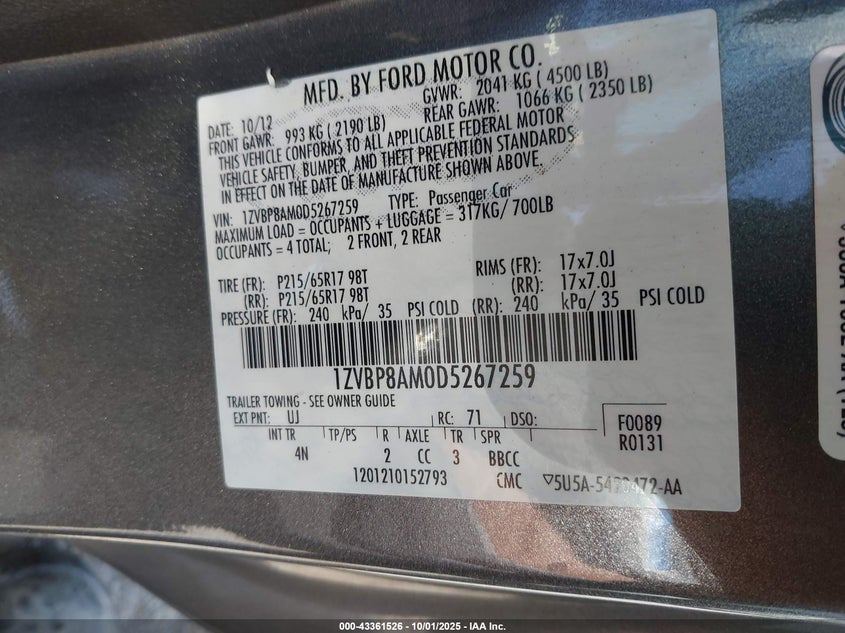 MFD. BY FORD MOTOR CO.
DATE: 10/12 GVWR: 2041 KG ( 4500 LB)
FRONT GAWR: 993 KG ( 2190 LB) REAR GAWR: 1066 KG ( 2350 LB)
THIS VEHICLE CONFORMS TO ALL APPLICABLE FEDERAL MOTOR
VEHICLE SAFETY, BUMPER, AND THEFT PREVENTION STANDARDS
IN EFFECT ON THE DATE OF MANUFACTURE SHOWN ABOVE.
VIN: 1ZVBP8AM0D5267259 TYPE: Passenger Car
MAXIMUM LOAD = OCCUPANTS + LUGGAGE = 317KG/ 700LB
OCCUPANTS = 4 TOTAL; 2 FRONT, 2 REAR
TIRE (FR): P215/65R17 98T RIMS (FR): 17x7.0J
(RR): P215/65R17 98T (RR): 17x7.0J
PRESSURE (FR): 240 kPa/ 35 PSI COLD (RR): 240 kPa/ 35 PSI COLD
1ZVBP8AM0D5267259
TRAILER TOWING - SEE OWNER GUIDE
EXT PNT: UJ RC: 71 DSO: F0089
R0131
INT TR TP/PS R AXLE TR SPR
4N 2 CC 3 BBCC
1201210152793 CMC
000-43361526 - 10/01/2025 - IAA Inc.